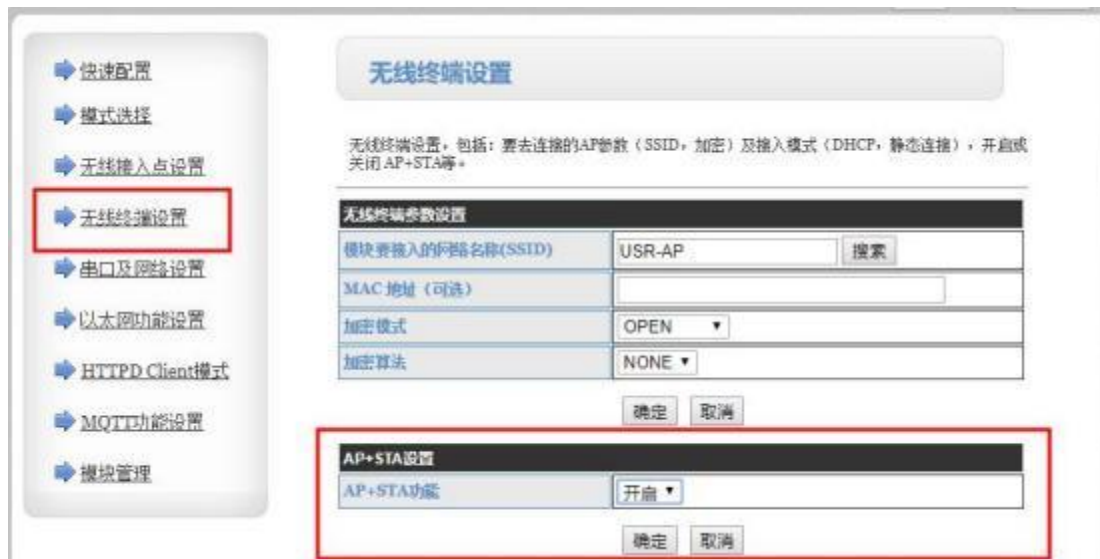 快速配置
模式选择
无线接入点设置
无线终端设置
串口及网络设置
以太网功能设置
HTTPD Client模式
MQTT功能设置
模块管理
无线终端设置
无线终端设置，包括：要去连接的AP参数（SSID，加密）及接入模式（DHCP，静态连接），开启或
关闭 AP+STA等。
无线终端参数设置
模块要接入的网络名称(SSID) USR-AP 搜索
MAC 地址（可选）
加密模式 OPEN
加密算法 NONE
确定 取消
AP+STA设置
AP+STA功能 开启
确定 取消